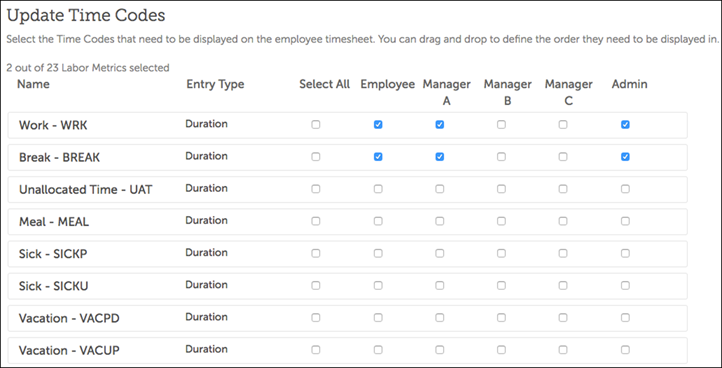 Update Time Codes
Select the Time Codes that need to be displayed on the employee timesheet. You can drag and drop to define the order they need to be displayed in.
2 out of 23 Labor Metrics selected
Name Entry Type Select All Employee Manager A Manager B Manager C Admin
Work - WRK Duration
Break - BREAK Duration
Unallocated Time - UAT Duration
Meal - MEAL Duration
Sick - SICKP Duration
Sick - SICKU Duration
Vacation - VACPD Duration
Vacation - VACUP Duration